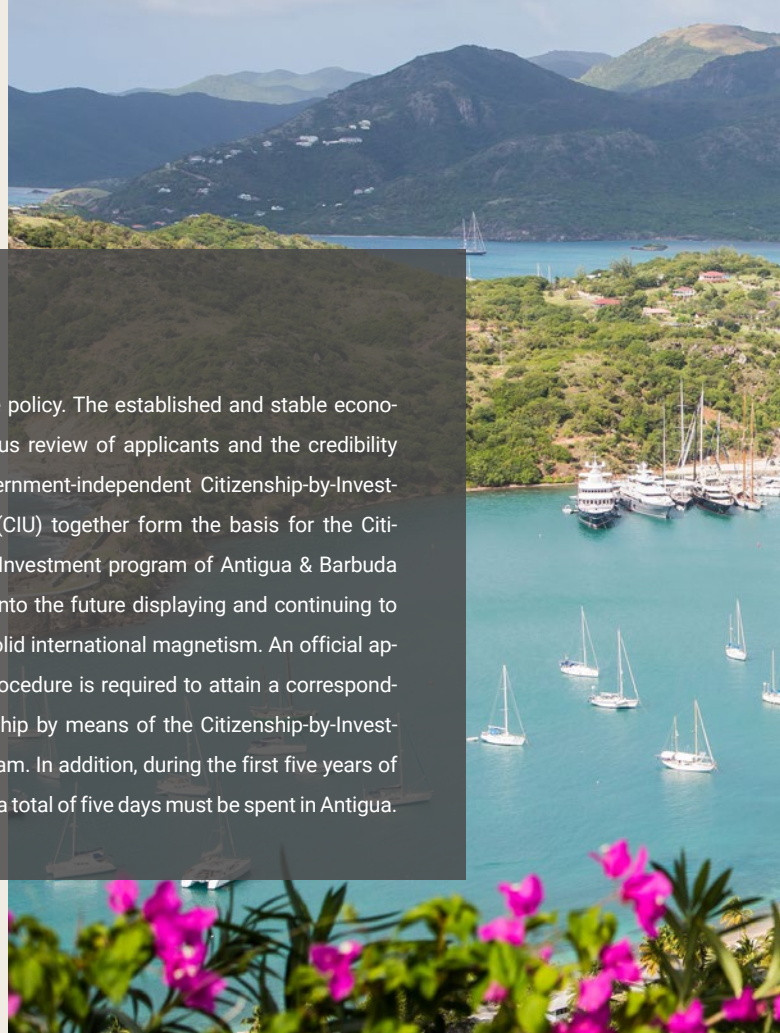 policy. The established and stable econo-
us review of applicants and the credibility
ernment-independent Citizenship-by-Invest-
(CIU) together form the basis for the Citi-
Investment program of Antigua & Barbuda
nto the future displaying and continuing to
olid international magnetism. An official ap-
ocedure is required to attain a correspond-
hip by means of the Citizenship-by-Invest-
am. In addition, during the first five years of
a total of five days must be spent in Antigua.